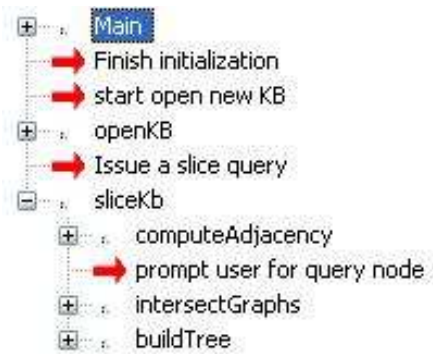 Main
Finish initialization
start open new KB
openKB
Issue a slice query
sliceKb
computeAdjacency
prompt user for query node
intersectGraphs
buildTree